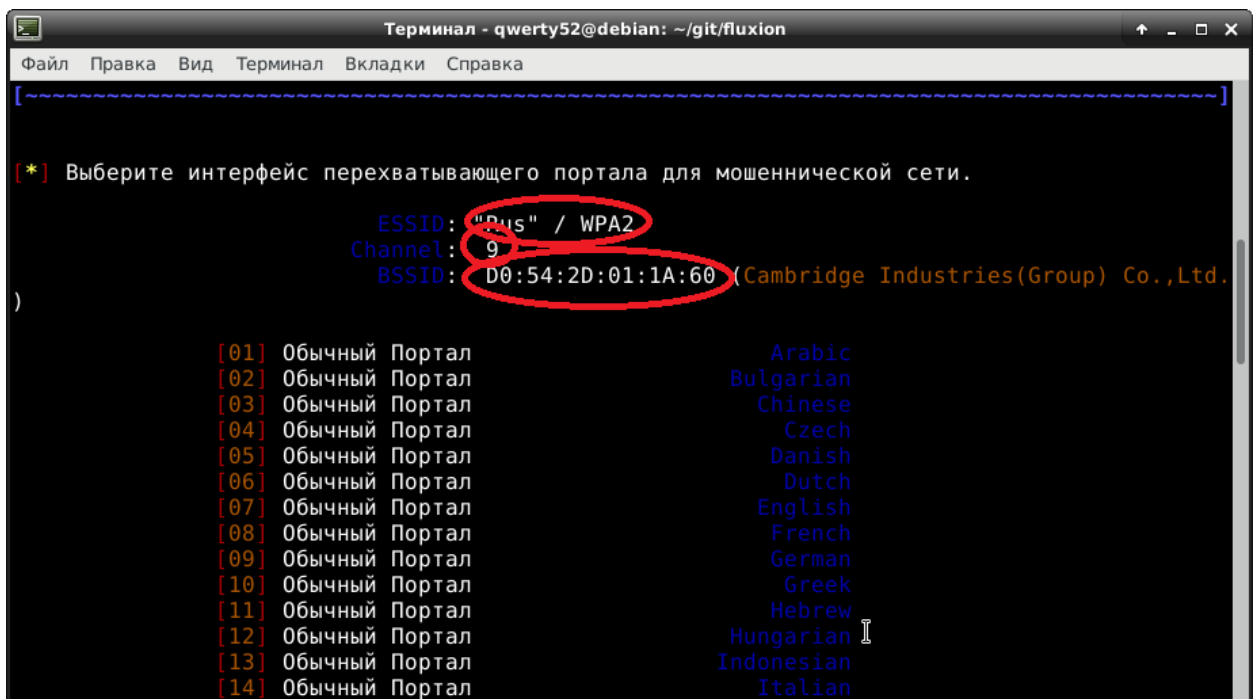 Терминал - qwerty52@debian: ~/git/fluxion
Файл Правка Вид Терминал Вкладки Справка
[~~~~~~~~~~~~~~~~~~~~~~~~~~~~~~~~~~~~~~~~~~~~~~~~~~~~~~~~~~~~~~~~~~~~~~~~~~~~~~~~~~~~~~~~]
[*] Выберите интерфейс перехватывающего портала для мошеннической сети.
ESSID: "Rus" / WPA2
Channel: 9
BSSID: D0:54:2D:01:1A:60 (Cambridge Industries(Group) Co.,Ltd.
)
[01] Обычный Портал Arabic
[02] Обычный Портал Bulgarian
[03] Обычный Портал Chinese
[04] Обычный Портал Czech
[05] Обычный Портал Danish
[06] Обычный Портал Dutch
[07] Обычный Портал English
[08] Обычный Портал French
[09] Обычный Портал German
[10] Обычный Портал Greek
[11] Обычный Портал Hebrew
[12] Обычный Портал Hungarian
[13] Обычный Портал Indonesian
[14] Обычный Портал Italian